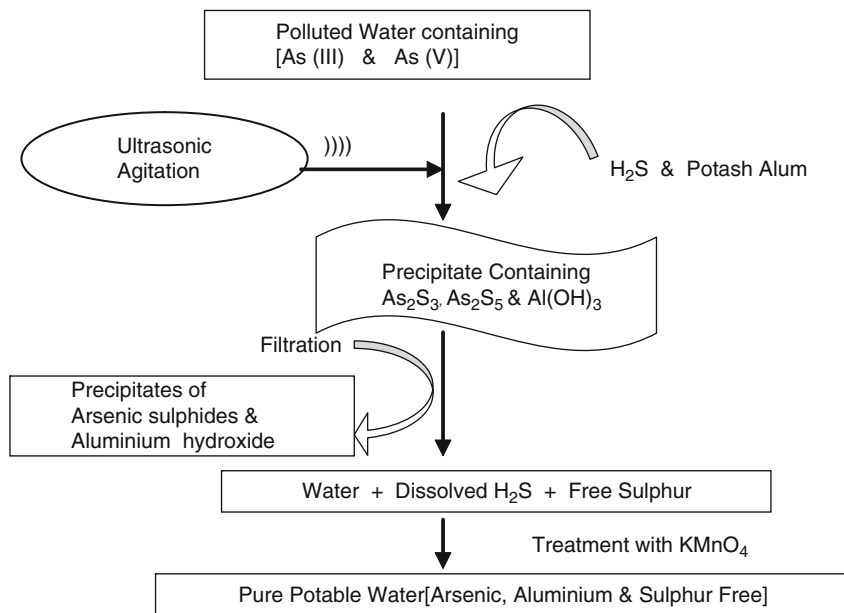 Polluted Water containing
[As (III) & As (V)]
Ultrasonic
Agitation
))))
H₂S & Potash Alum
Precipitate Containing
As₂S₃, As₂S₅ & Al(OH)₃
Filtration
Precipitates of
Arsenic sulphides &
Aluminium hydroxide
Water + Dissolved H₂S + Free Sulphur
Treatment with KMnO₄
Pure Potable Water[Arsenic, Aluminium & Sulphur Free]